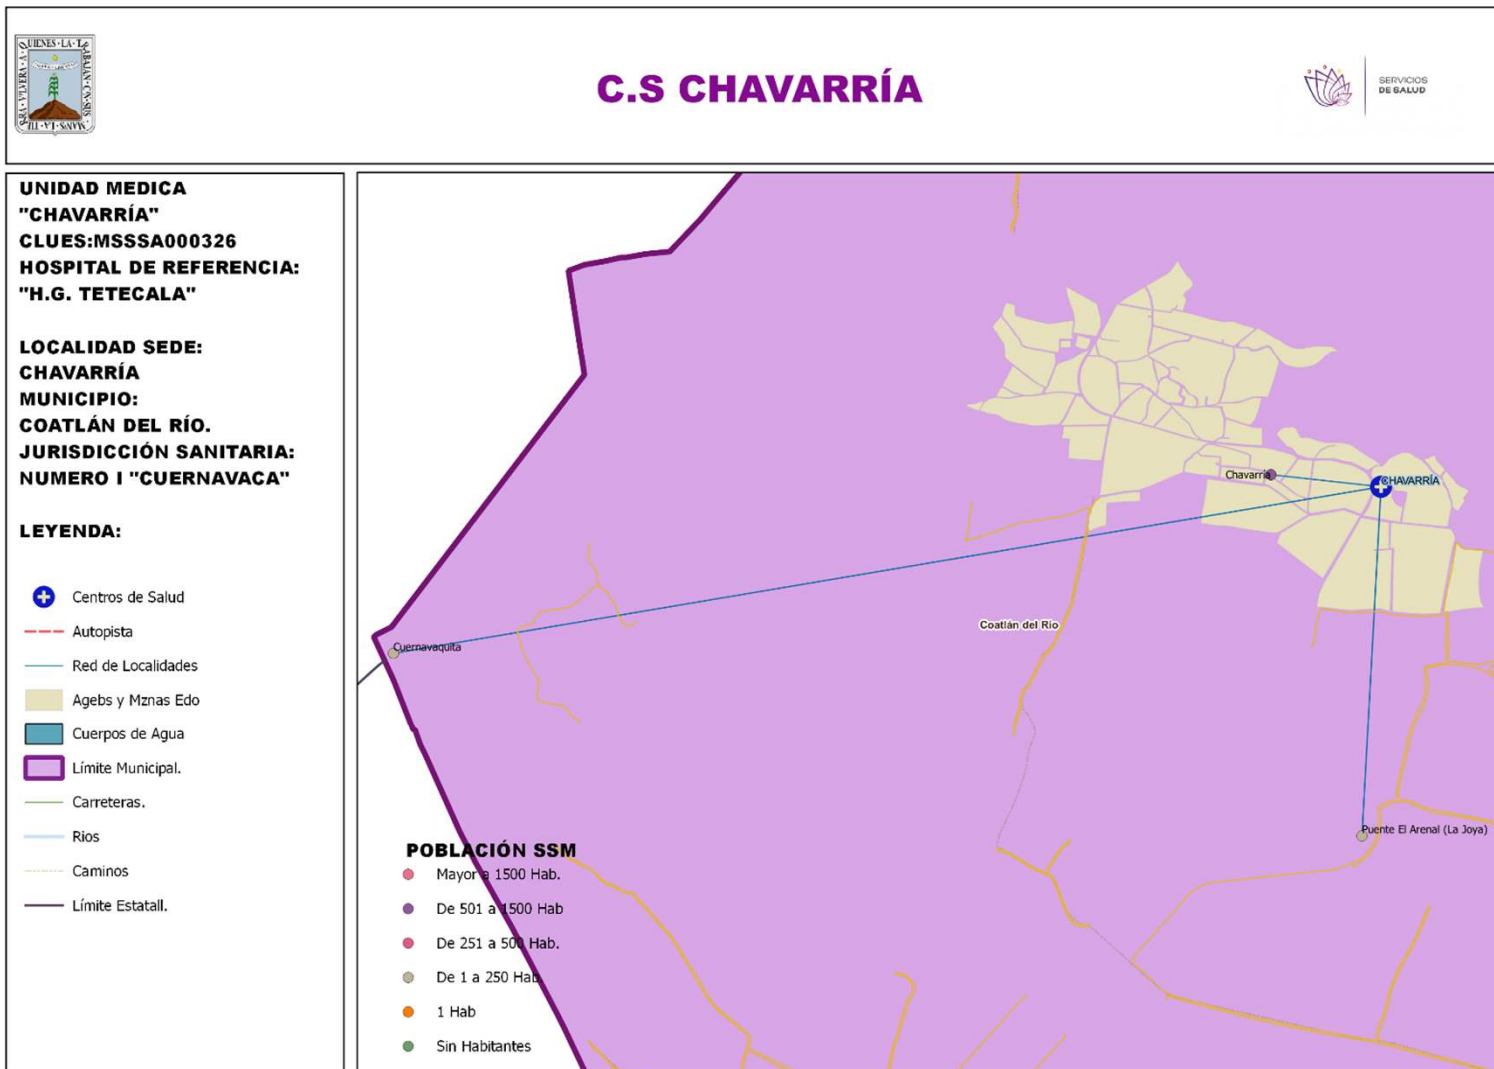 C.S CHAVARRÍA
SERVICIOS
DE SALUD
UNIDAD MEDICA
"CHAVARRÍA"
CLUES:MSSSA000326
HOSPITAL DE REFERENCIA:
"H.G. TETECALA"
LOCALIDAD SEDE:
CHAVARRÍA
MUNICIPIO:
COATLÁN DEL RÍO.
JURISDICCIÓN SANITARIA:
NUMERO I "CUERNAVACA"
LEYENDA:
Centros de Salud
Autopista
Red de Localidades
Agebs y Mznas Edo
Cuerpos de Agua
Límite Municipal.
Carreteras.
Rios
Caminos
Límite Estatall.
Chavarría
CHAVARRÍA
Coatlán del Río
Cuernavaquita
Puente El Arenal (La Joya)
POBLACIÓN SSM
Mayor a 1500 Hab.
De 501 a 1500 Hab
De 251 a 500 Hab.
De 1 a 250 Hab
1 Hab
Sin Habitantes